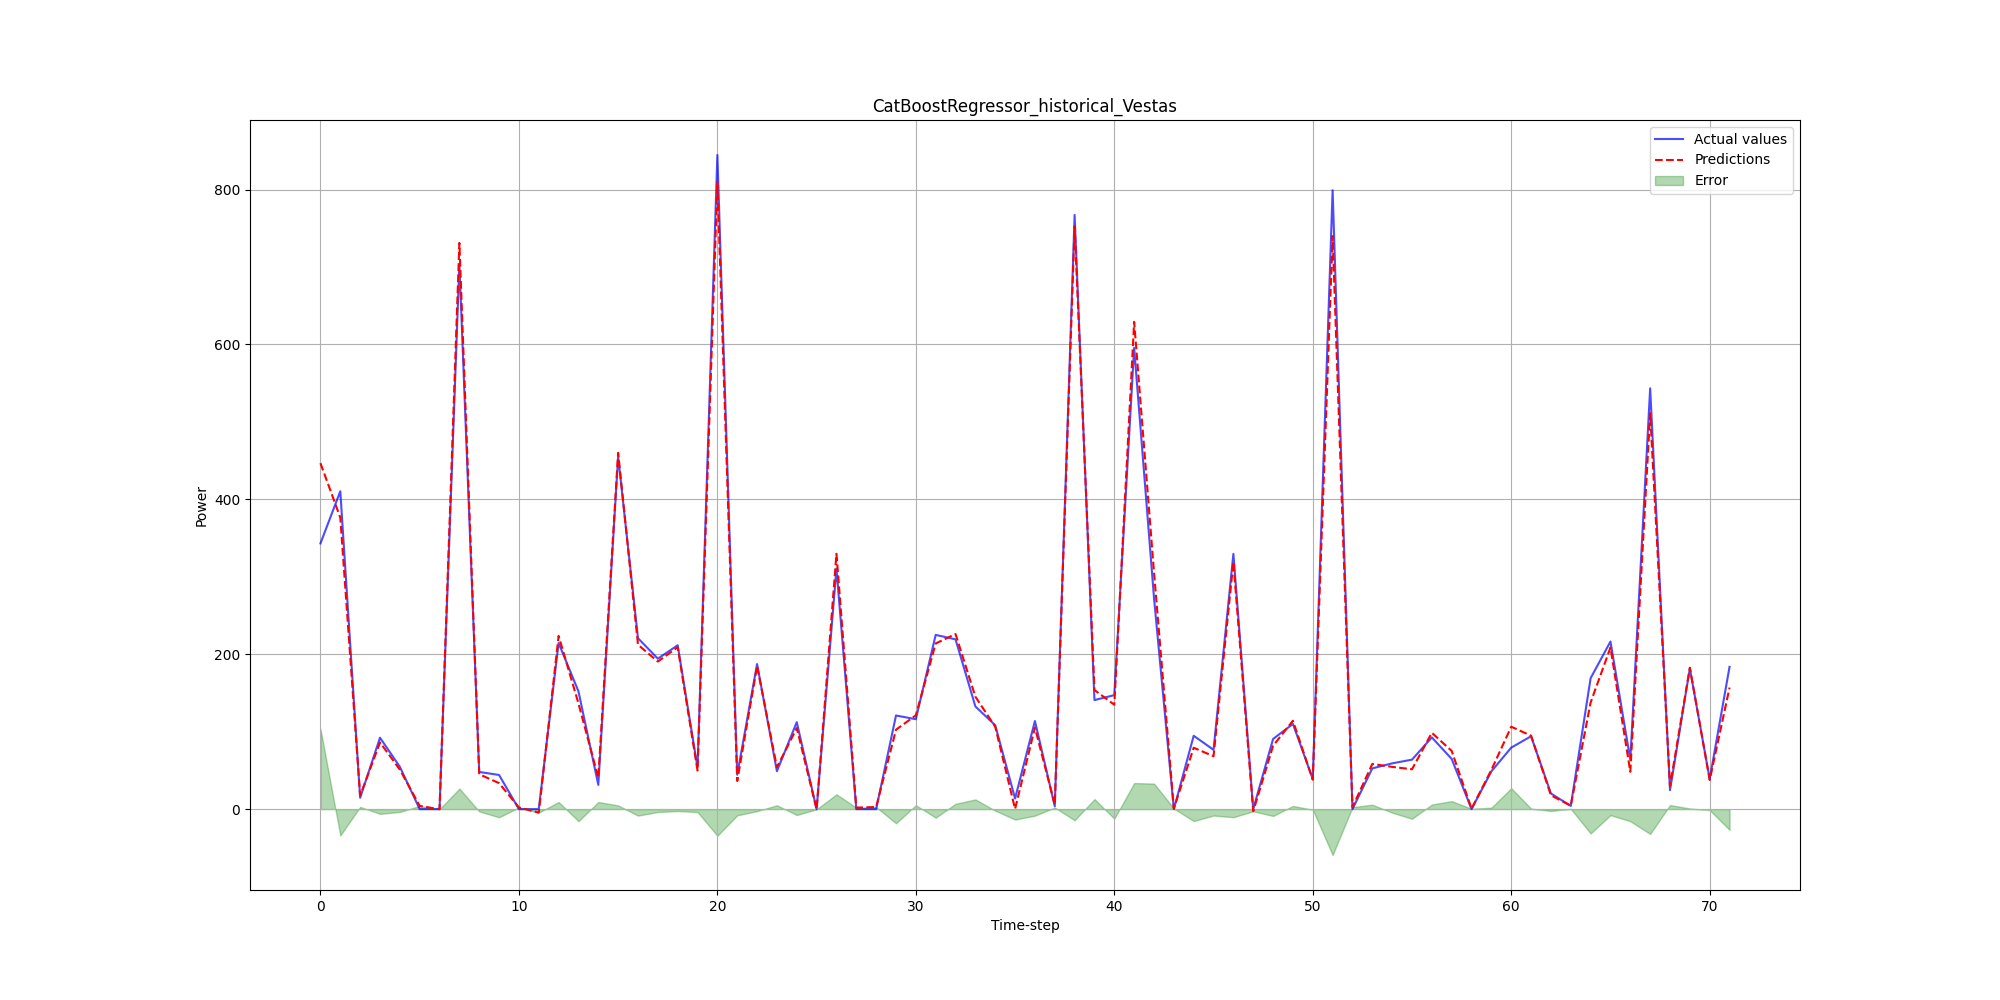 CatBoostRegressor_historical_Vestas
Actual values
Predictions
Error
800
600
400
200
0
Power
0 10 20 30 40 50 60 70
Time-step